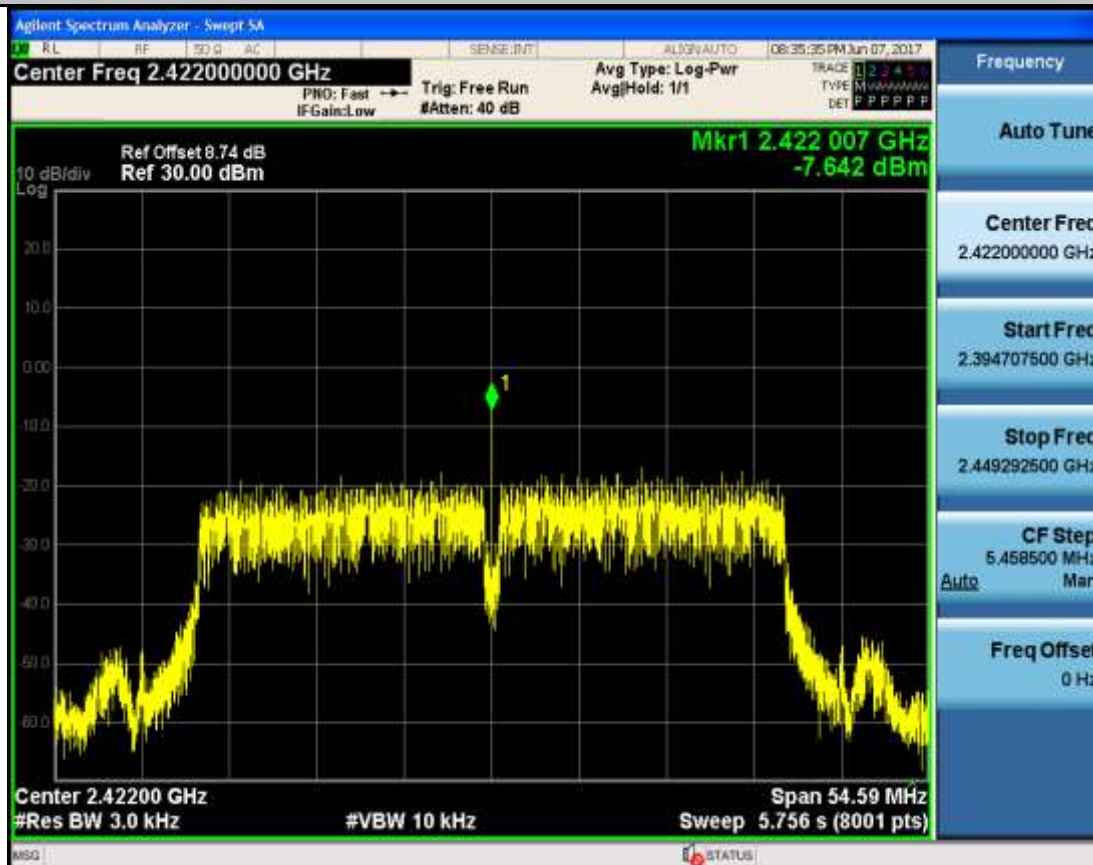 Agilent Spectrum Analyzer - Swept SA
RL RF 50 Ω AC SENSE:INT ALIGN AUTO 08:35:35 PM Jun 07, 2017
Center Freq 2.422000000 GHz
PNO: Fast
IFGain:Low
Trig: Free Run
#Atten: 40 dB
Avg Type: Log-Pwr
Avg|Hold: 1/1
TRACE 1 2 3 4 5 6
TYPE M
DET P P P P P P
Mkr1 2.422 007 GHz
-7.642 dBm
Ref Offset 8.74 dB
10 dB/div Ref 30.00 dBm
Log
20.0
10.0
0.00
-10.0
-20.0
-30.0
-40.0
-50.0
-60.0
1
Center 2.42200 GHz Span 54.59 MHz
#Res BW 3.0 kHz #VBW 10 kHz Sweep 5.756 s (8001 pts)
MSG STATUS
Frequency
Auto Tune
Center Freq
2.422000000 GHz
Start Freq
2.394707500 GHz
Stop Freq
2.449292500 GHz
CF Step
5.458500 MHz
Auto Man
Freq Offset
0 Hz